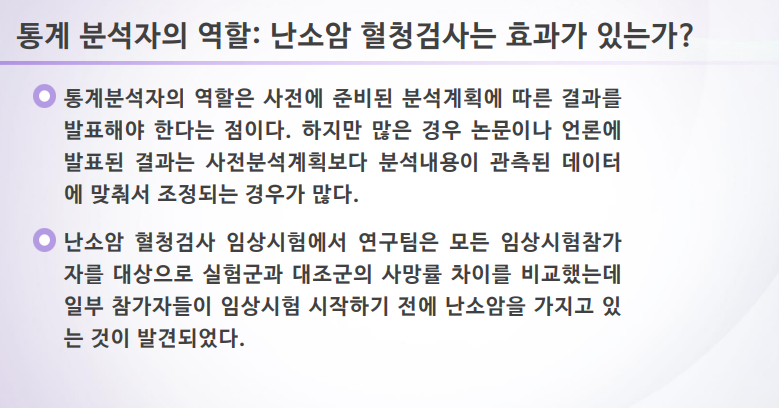 통계 분석자의 역할: 난소암 혈청검사는 효과가 있는가?
통계분석자의 역할은 사전에 준비된 분석계획에 따른 결과를
발표해야 한다는 점이다. 하지만 많은 경우 논문이나 언론에
발표된 결과는 사전분석계획보다 분석내용이 관측된 데이터
에 맞춰서 조정되는 경우가 많다.
난소암 혈청검사 임상시험에서 연구팀은 모든 임상시험참가
자를 대상으로 실험군과 대조군의 사망률 차이를 비교했는데
일부 참가자들이 임상시험 시작하기 전에 난소암을 가지고 있
는 것이 발견되었다.